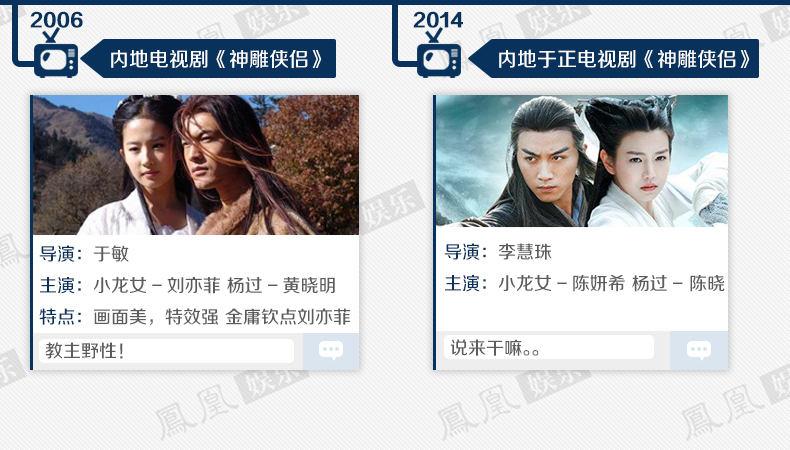 2006
内地电视剧《神雕侠侣》
导演：于敏
主演：小龙女－刘亦菲 杨过－黄晓明
特点：画面美，特效强 金庸钦点刘亦菲
教主野性！
2014
内地于正电视剧《神雕侠侣》
导演：李慧珠
主演：小龙女－陈妍希 杨过－陈晓
说来干嘛。。
鳳凰娱乐
鳳凰娱乐
鳳凰娱乐